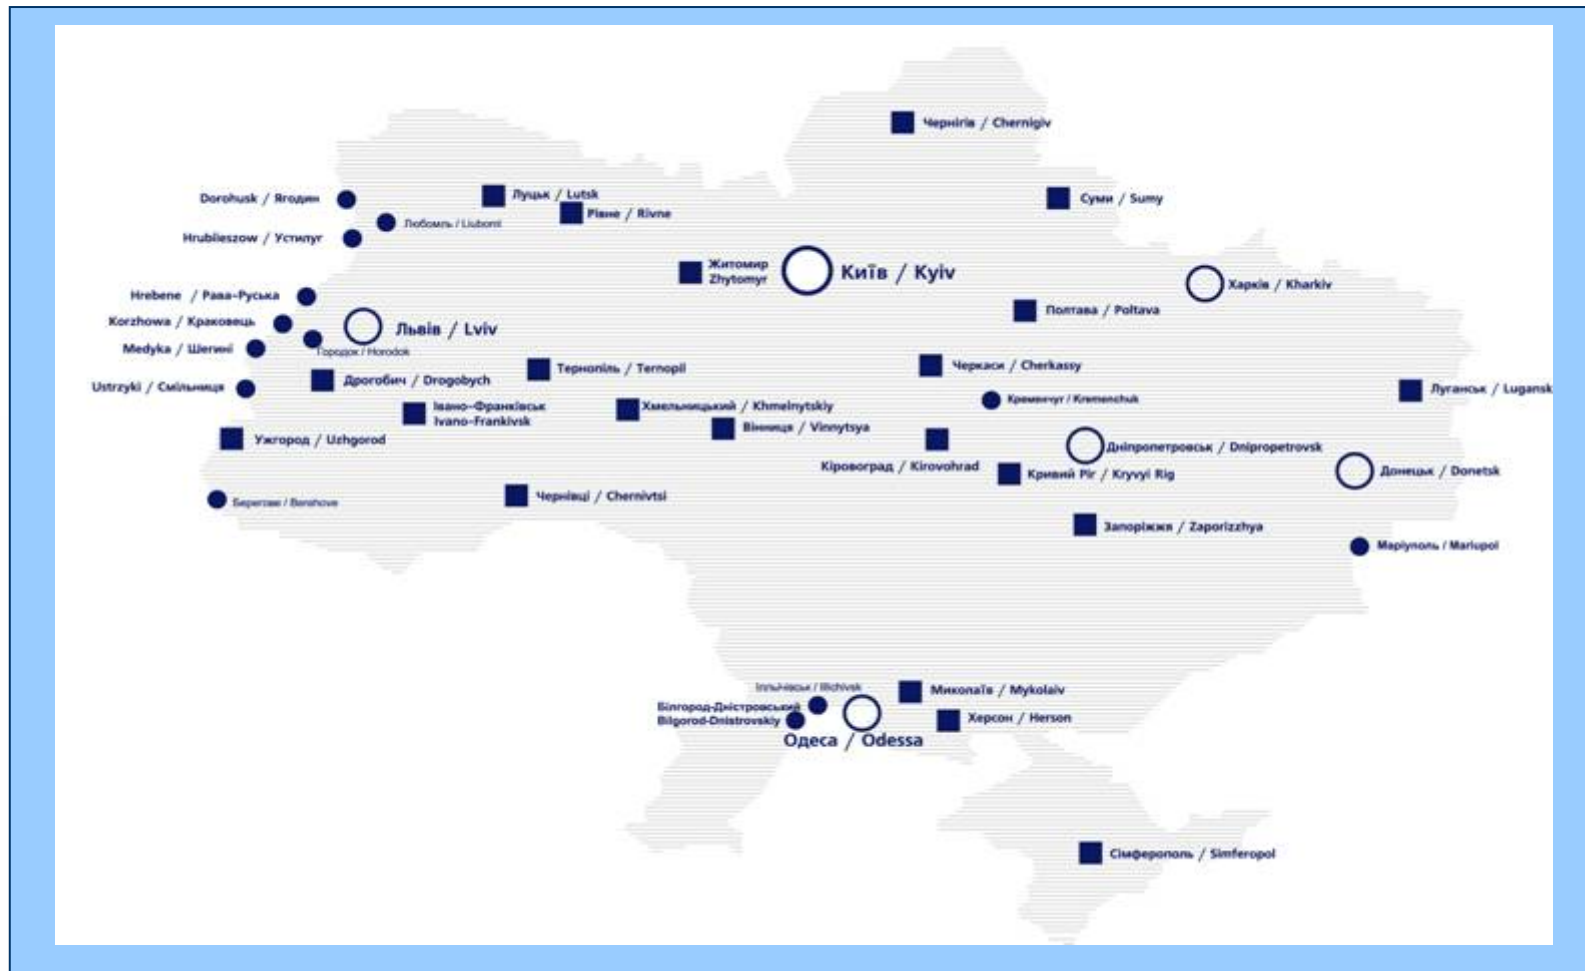 Чернігів / Chernigiv
Dorohusk / Ягодин
Луцьк / Lutsk
Суми / Sumy
Рівне / Rivne
Любомль / Liuboml
Hrublieszow / Устилуг
Житомир
Zhytomyr
Київ / Kyiv
Харків / Kharkiv
Hrebene / Рава-Руська
Полтава / Poltava
Korzhowa / Краковець
Львів / Lviv
Medyka / Шегині
Городок / Horodok
Черкаси / Cherkassy
Тернопіль / Ternopil
Дрогобич / Drogobych
Ustrzyki / Смільниця
Луганськ / Lugansk
Кременчуг / Kremenchuk
Івано-Франківськ
Ivano-Frankivsk
Хмельницький / Khmelnytskiy
Вінниця / Vinnytsya
Ужгород / Uzhgorod
Дніпропетровськ / Dnipropetrovsk
Кіровоград / Kirovohrad
Донецьк / Donetsk
Кривий Ріг / Kryvyi Rig
Чернівці / Chernivtsi
Берегове /
Запоріжжя / Zaporizzhya
Маріуполь / Mariupol
Іллічівськ / Illichivsk
Миколаїв / Mykolaiv
Білгород-Дністровський
Bilgorod-Dnistrovskiy
Херсон / Herson
Одеса / Odessa
Сімферополь / Simferopol